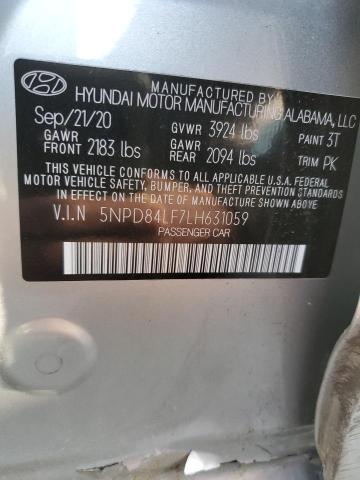 MANUFACTURED BY
HYUNDAI MOTOR MANUFACTURING ALABAMA, LLC
Sep/21/20 GVWR 3924 lbs PAINT 3T
GAWR FRONT 2183 lbs GAWR REAR 2094 lbs TRIM PK
THIS VEHICLE CONFORMS TO ALL APPLICABLE U.S. FEDERAL
MOTOR VEHICLE SAFETY, BUMPER, AND THEFT PREVENTION STANDARDS
IN EFFECT ON THE DATE OF MANUFACTURE SHOWN ABOVE.
V.I.N 5NPD84LF7LH631059
PASSENGER CAR